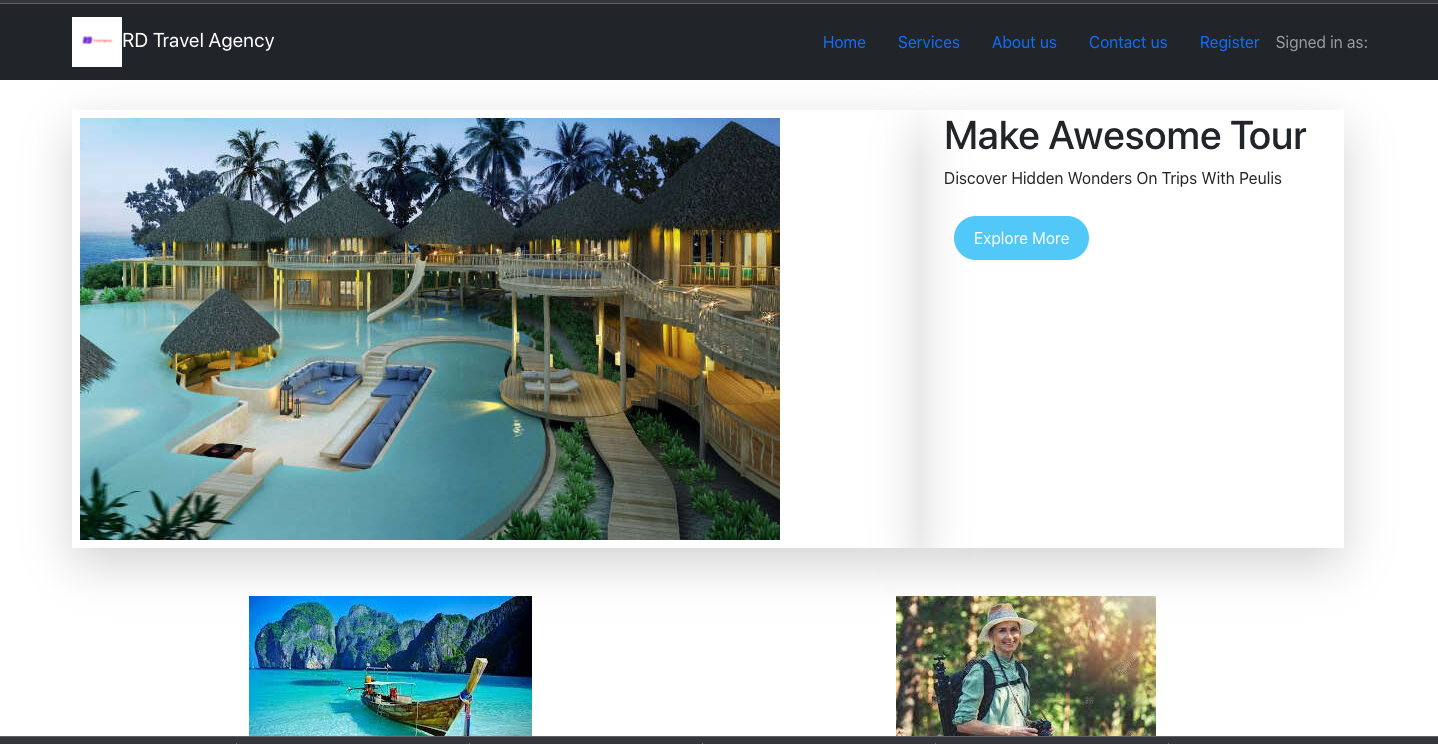 RD Travel Agency
Home Services About us Contact us Register Signed in as:
Make Awesome Tour
Discover Hidden Wonders On Trips With Peulis
Explore More